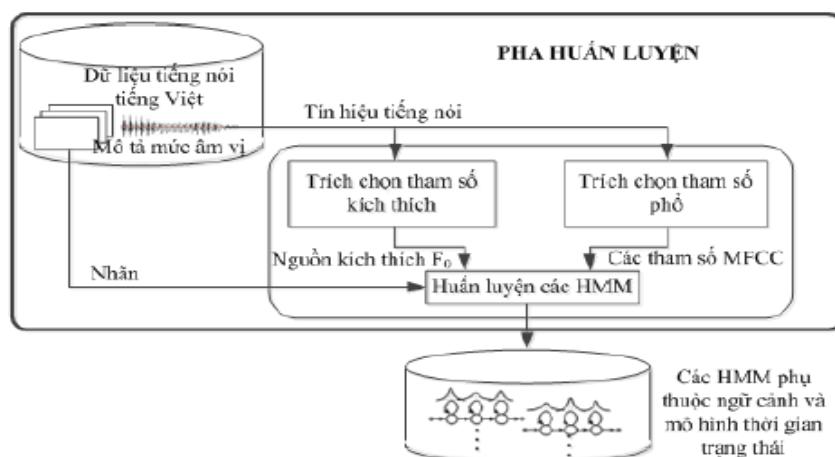 PHA HUẤN LUYỆN
Dữ liệu tiếng nói
tiếng Việt
Mô tả mức âm vị
Tín hiệu tiếng nói
Trích chọn tham số
kích thích
Trích chọn tham số
phổ
Nhãn
Nguồn kích thích F₀
Các tham số MFCC
Huấn luyện các HMM
Các HMM phụ
thuộc ngữ cảnh và
mô hình thời gian
trạng thái